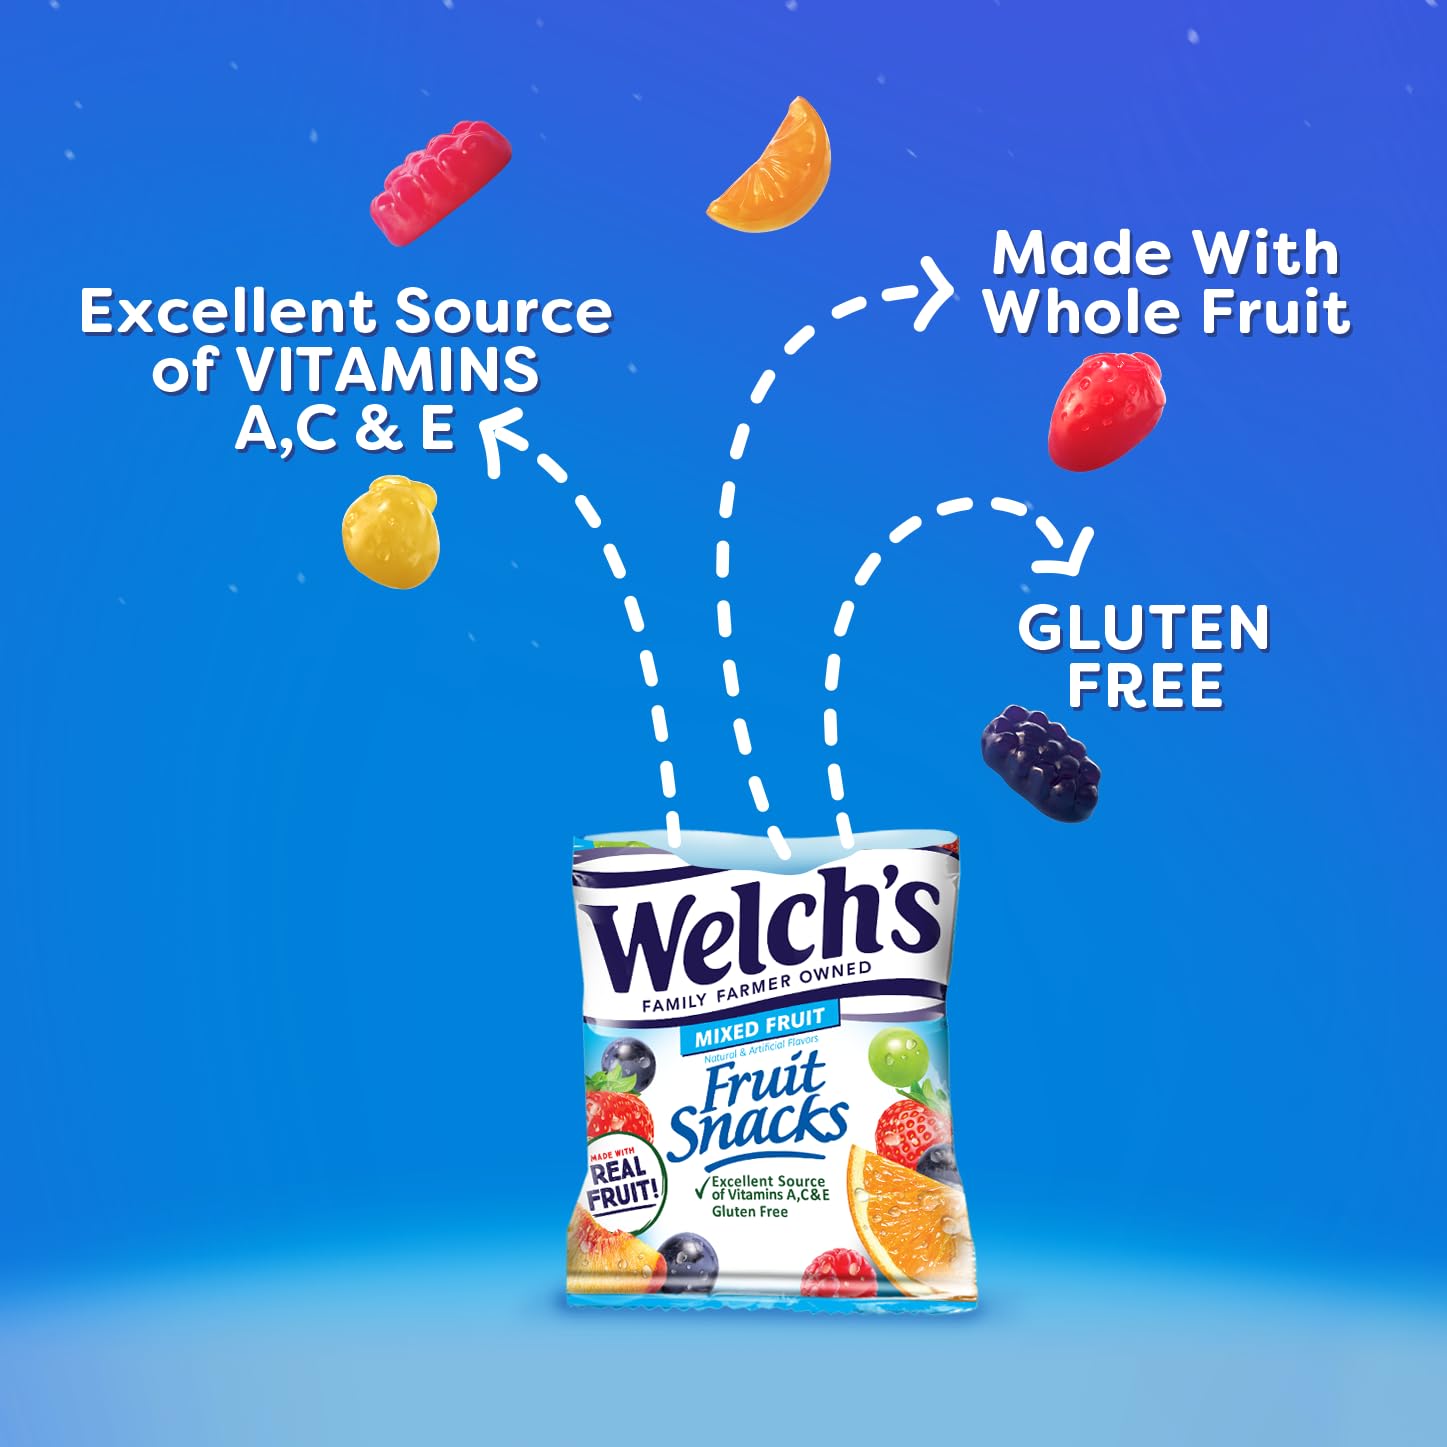 Made With
Whole Fruit
Excellent Source
of VITAMINS
A,C & E
GLUTEN
FREE
Welch's
FAMILY FARMER OWNED
MIXED FRUIT
Natural & Artificial Flavors
Fruit
Snacks
MADE WITH
REAL
FRUIT!
✓Excellent Source
of Vitamins A,C&E
Gluten Free